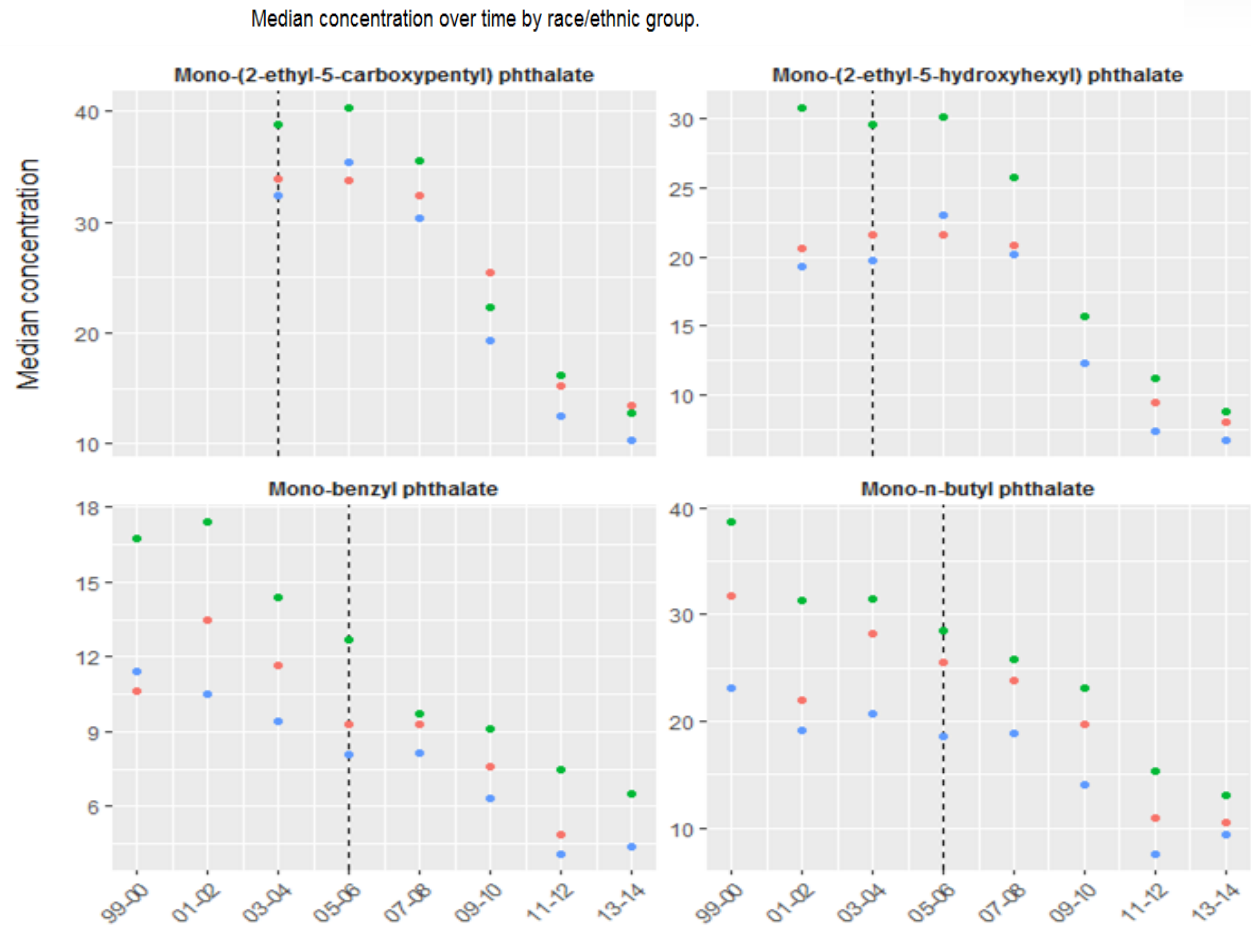 Median concentration over time by race/ethnic group.
Mono-(2-ethyl-5-carboxypentyl) phthalate
Mono-(2-ethyl-5-hydroxyhexyl) phthalate
Median concentration
40
30
20
10
30
25
20
15
10
Mono-benzyl phthalate
Mono-n-butyl phthalate
18
15
12
9
6
40
30
20
10
99-00 01-02 03-04 05-06 07-08 09-10 11-12 13-14
99-00 01-02 03-04 05-06 07-08 09-10 11-12 13-14